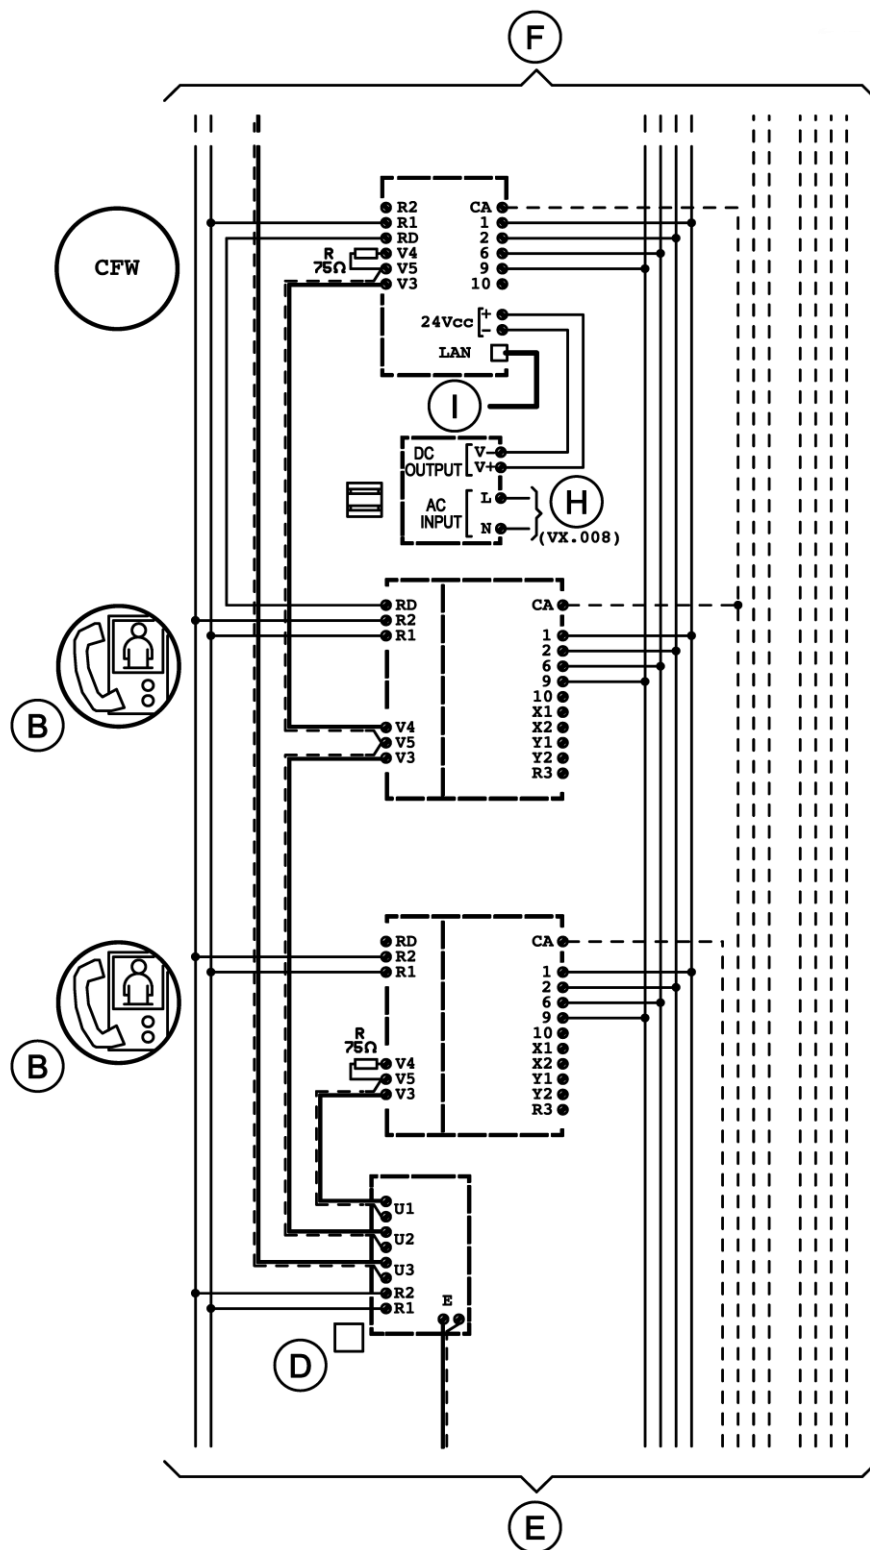 F
R2 CA
R1 1
RD 2
R V4 6
75Ω V5 9
V3 10
CFW
24Vcc + -
LAN
I
DC OUTPUT V- V+
AC INPUT L N
H
(VX.008)
RD CA
R2
R1 1
2
6
9
10
X1
V4 X2
V5 Y1
V3 Y2
R3
B
RD CA
R2
R1 1
2
6
9
R 10
75Ω X1
V4 X2
V5 Y1
V3 Y2
R3
B
U1
U2
U3
R2 E
R1
D
E